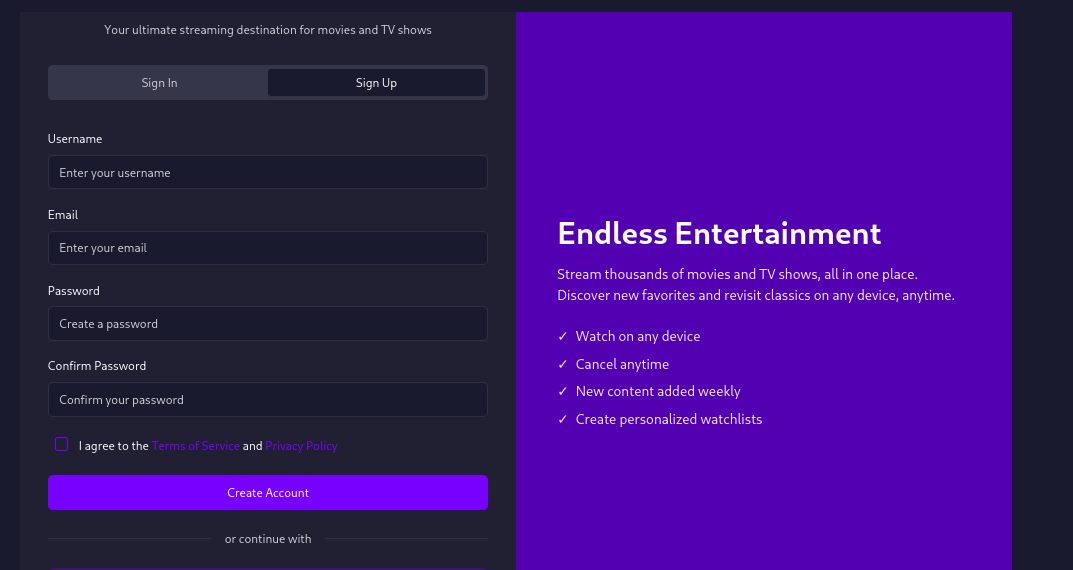 Your ultimate streaming destination for movies and TV shows
Sign In
Sign Up
Username
Enter your username
Email
Enter your email
Password
Create a password
Confirm Password
Confirm your password
I agree to the Terms of Service and Privacy Policy
Create Account
or continue with
Endless Entertainment
Stream thousands of movies and TV shows, all in one place.
Discover new favorites and revisit classics on any device, anytime.
✓ Watch on any device
✓ Cancel anytime
✓ New content added weekly
✓ Create personalized watchlists